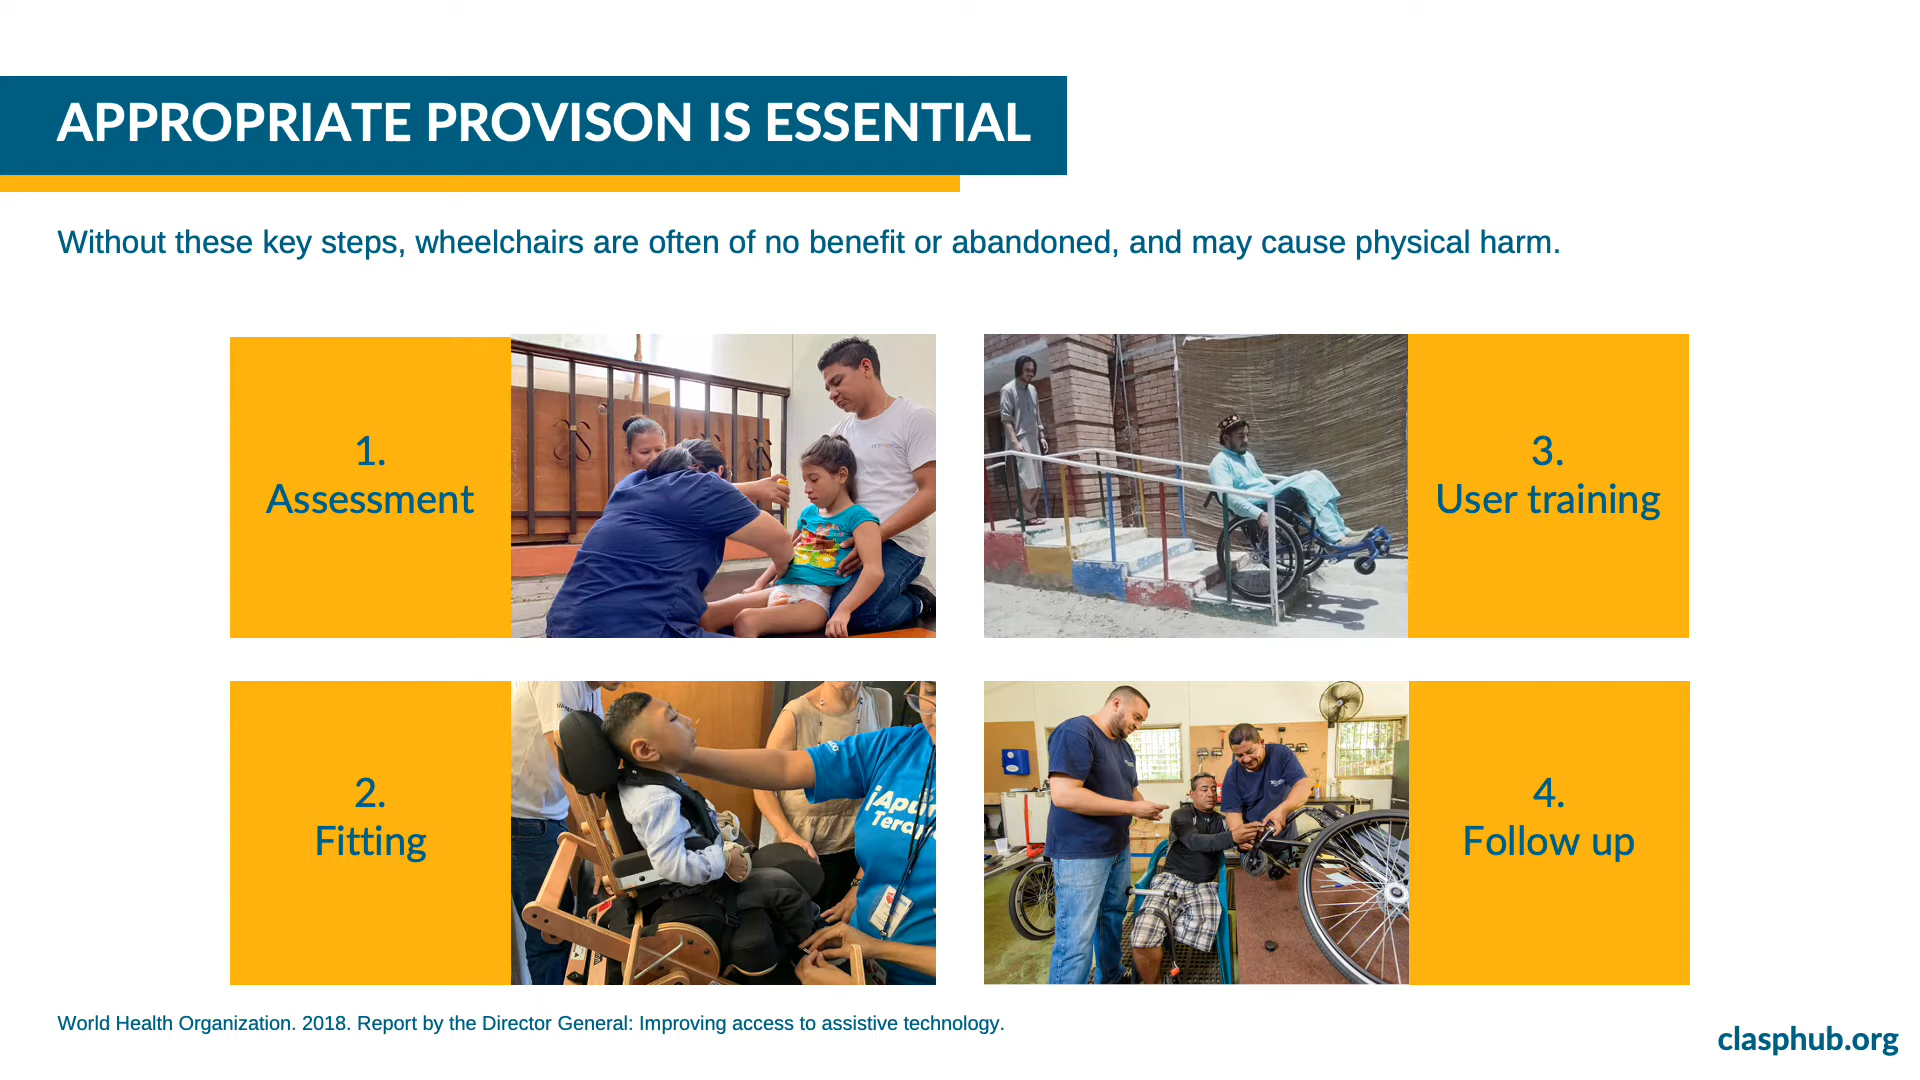 APPROPRIATE PROVISON IS ESSENTIAL
Without these key steps, wheelchairs are often of no benefit or abandoned, and may cause physical harm.
1.
Assessment
3.
User training
2.
Fitting
¡Apu
4.
Follow up
World Health Organization. 2018. Report by the Director General: Improving access to assistive technology.
clasphub.org